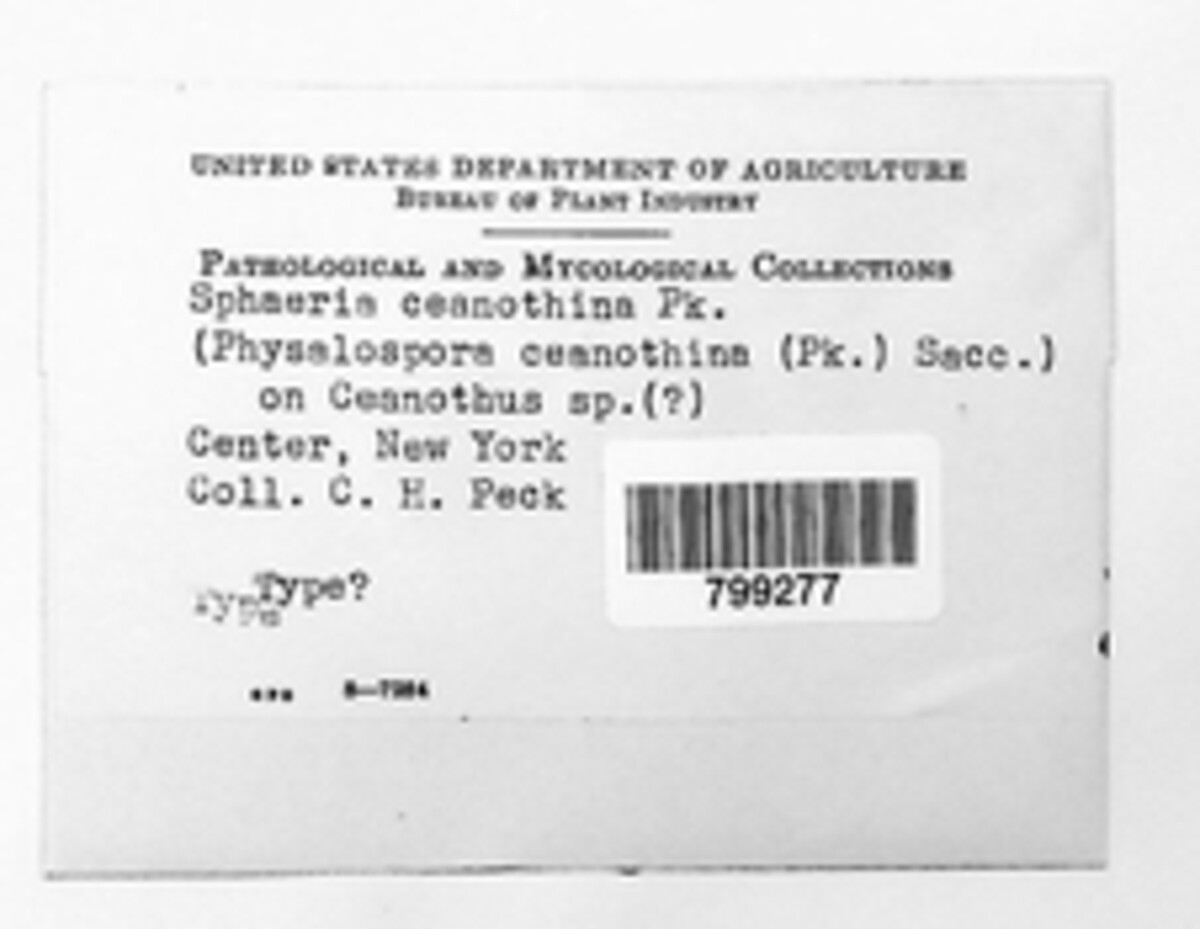 UNITED STATES DEPARTMENT OF AGRICULTURE
BUREAU OF PLANT INDUSTRY
PATHOLOGICAL AND MYCOLOGICAL COLLECTIONS
Sphaeria ceanothina Pk.
(Physalospora ceanothina (Pk.) Sacc.)
on Ceanothus sp.(?)
Center, New York
Coll. C. H. Peck
799277
Type Type?